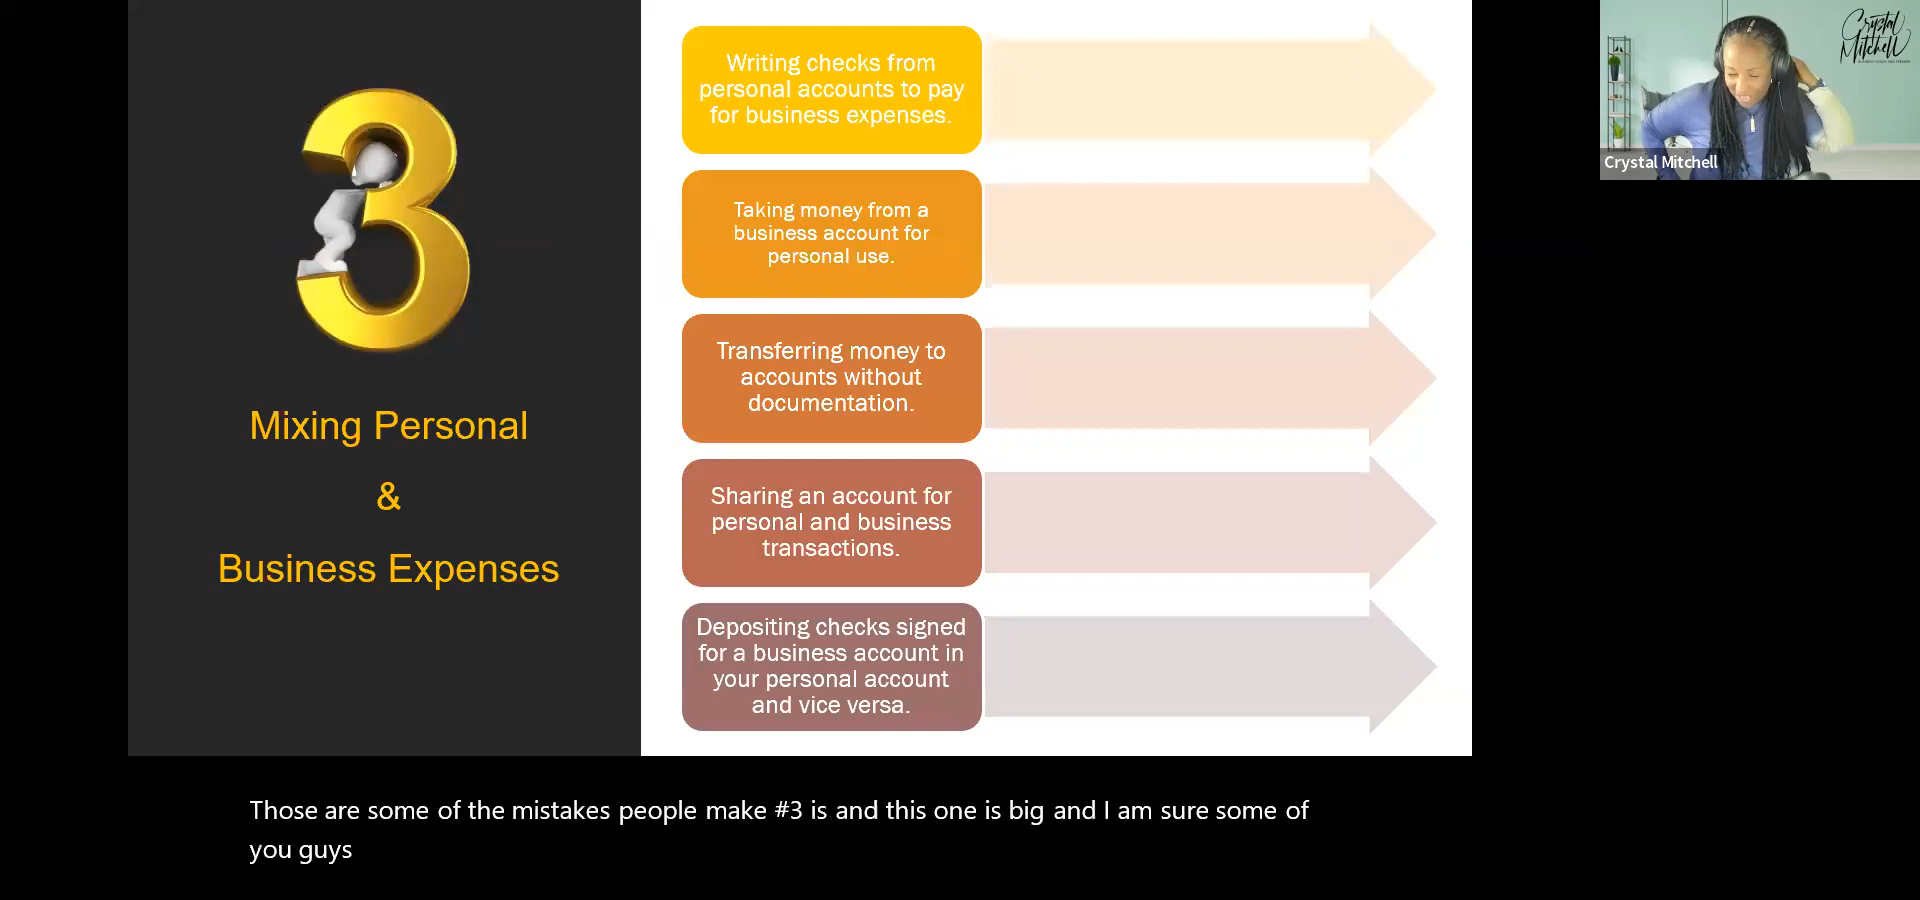 3
Mixing Personal
&
Business Expenses
Writing checks from
personal accounts to pay
for business expenses.
Taking money from a
business account for
personal use.
Transferring money to
accounts without
documentation.
Sharing an account for
personal and business
transactions.
Depositing checks signed
for a business account in
your personal account
and vice versa.
Crystal
Mitchell
Crystal Mitchell
Those are some of the mistakes people make #3 is and this one is big and I am sure some of
you guys